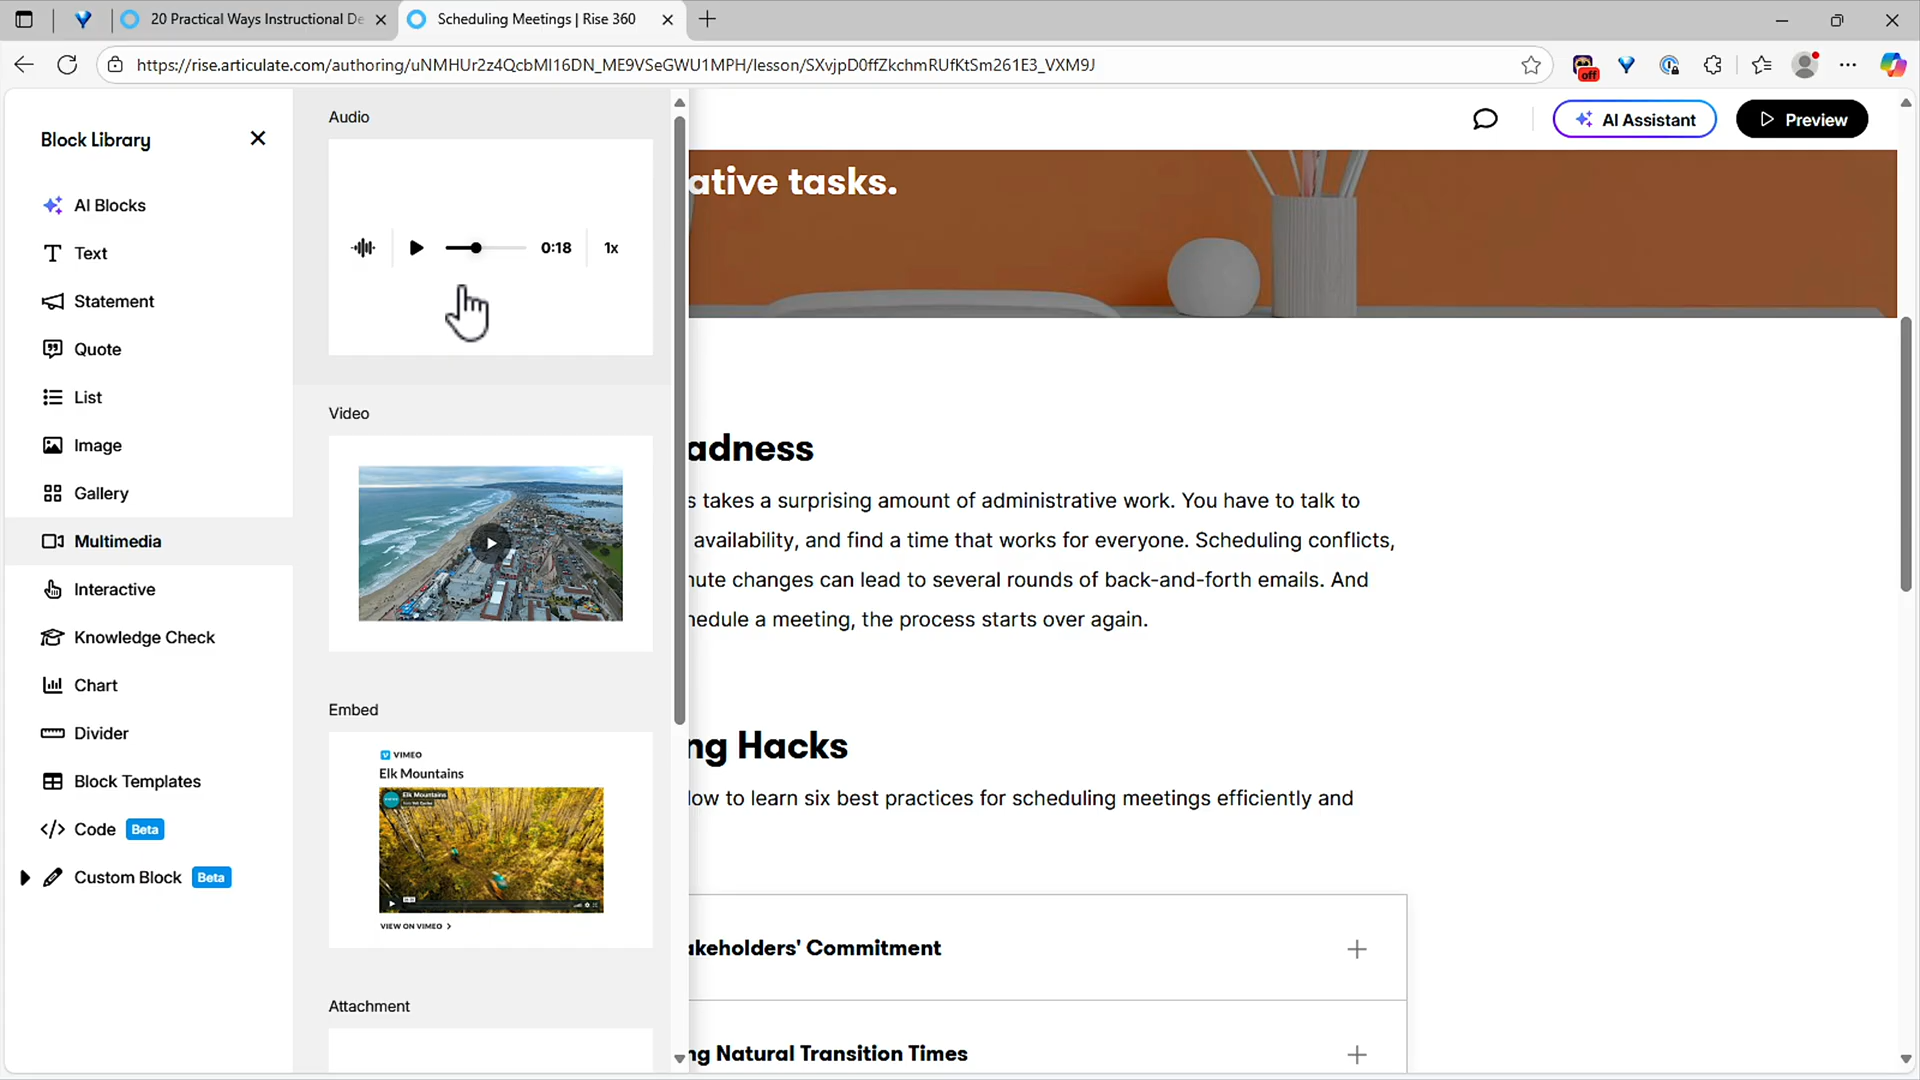 20 Practical Ways Instructional De
Scheduling Meetings | Rise 360
https://rise.articulate.com/authoring/uNMHUr2z4QcbMI16DN_ME9VSeGWU1MPH/lesson/SXvjpD0ffZkchmRUfKtSm261E3_VXM9J
off
Block Library
AI Blocks
Text
Statement
Quote
List
Image
Gallery
Multimedia
Interactive
Knowledge Check
Chart
Divider
Block Templates
Code Beta
Custom Block Beta
Audio
0:18 1x
Video
Embed
VIMEO
Elk Mountains
Elk Mountains
VIEW ON VIMEO
Attachment
AI Assistant
Preview
ative tasks.
adness
s takes a surprising amount of administrative work. You have to talk to
availability, and find a time that works for everyone. Scheduling conflicts,
nute changes can lead to several rounds of back-and-forth emails. And
hedule a meeting, the process starts over again.
ng Hacks
low to learn six best practices for scheduling meetings efficiently and
akeholders' Commitment
ng Natural Transition Times